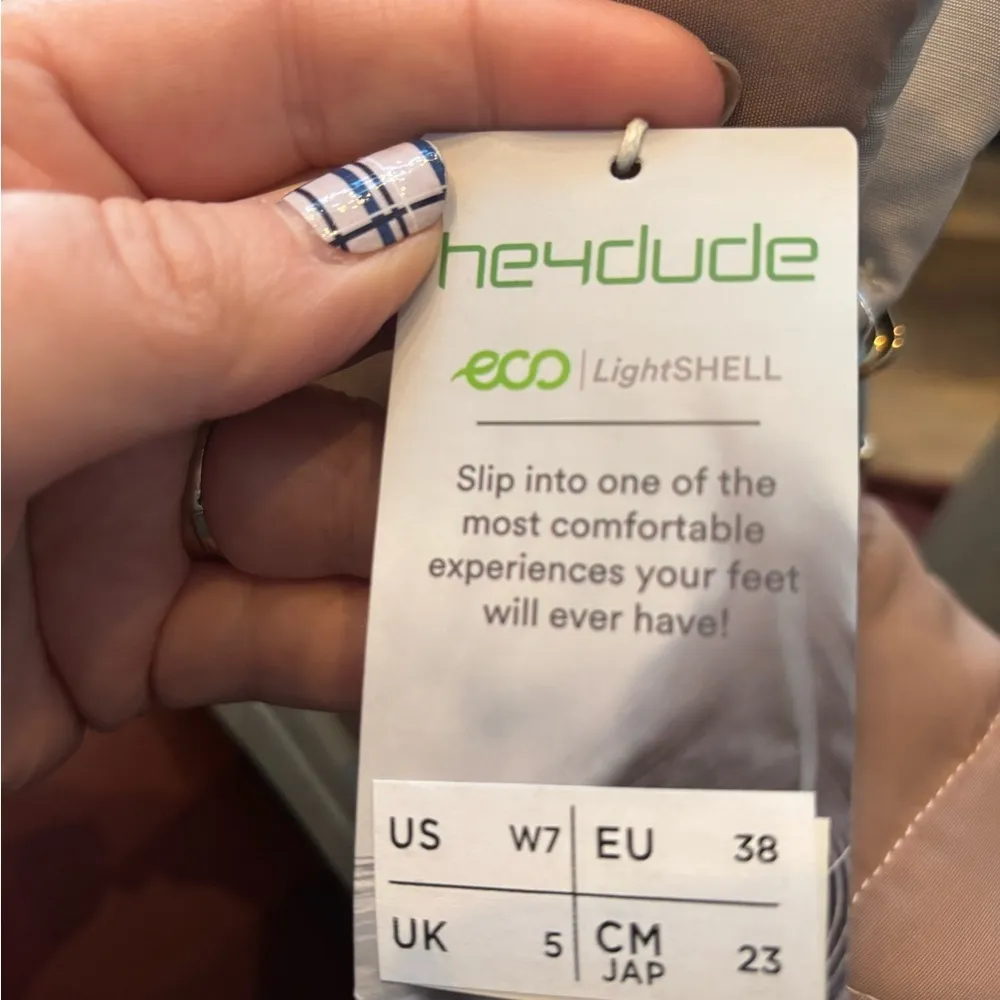 heydude
eco | LightSHELL
Slip into one of the
most comfortable
experiences your feet
will ever have!
US W7 EU 38
UK 5 CM JAP 23